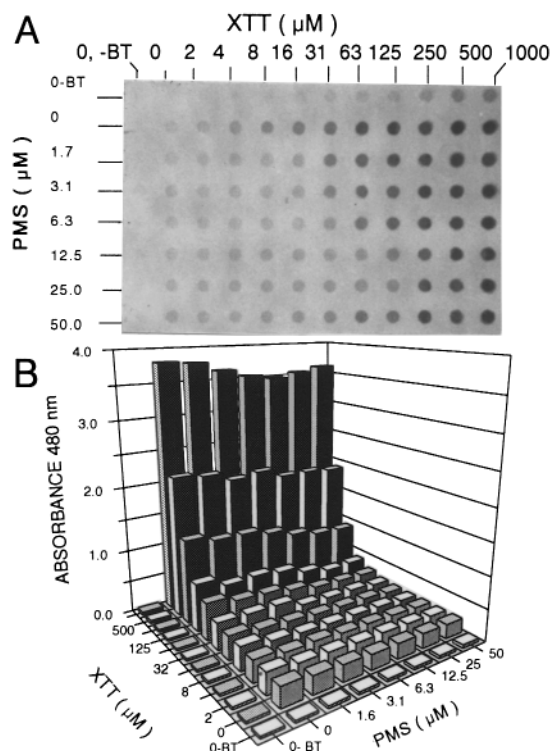 A
XTT ( µM)
0, -BT 0 2 4 8 16 31 63 125 250 500 1000
PMS ( µM)
0-BT
0
1.7
3.1
6.3
12.5
25.0
50.0
B
ABSORBANCE 480 nm
4.0
3.0
2.0
1.0
0.0
XTT ( µM)
500
125
32
8
2
0
0-BT
PMS ( µM)
0- BT
0
1.6
3.1
6.3
12.5
25
50